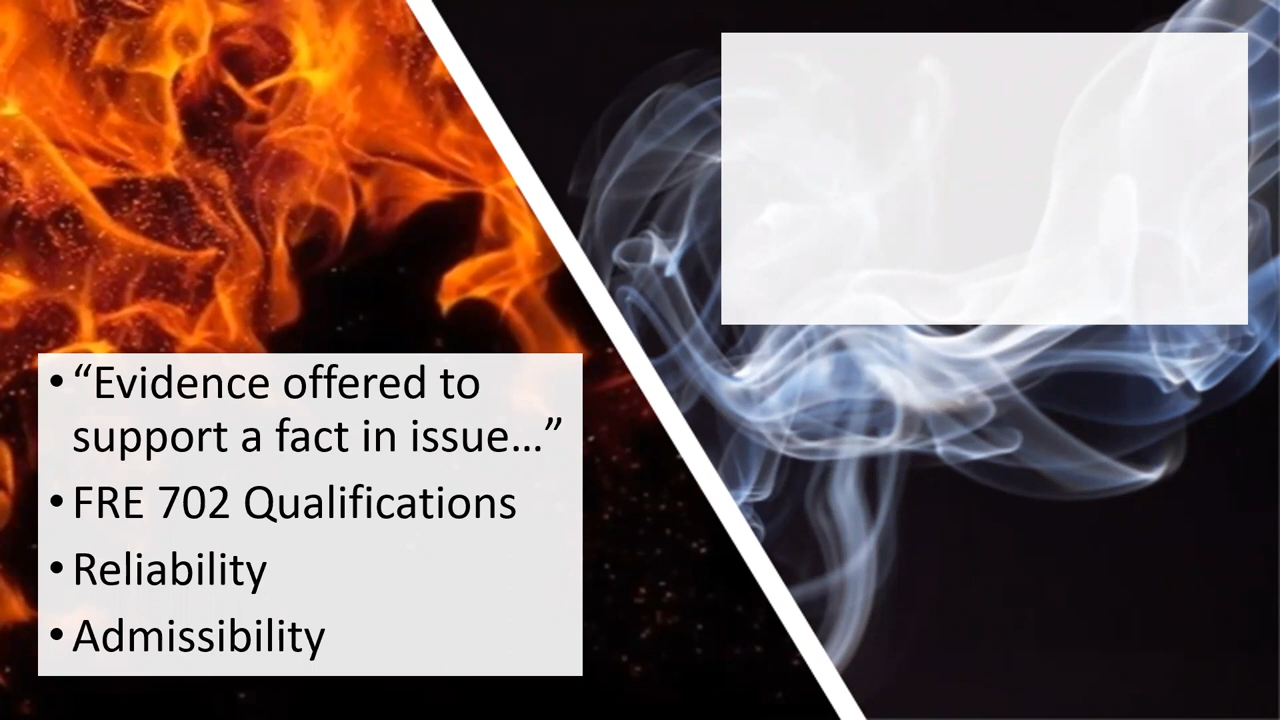 • “Evidence offered to
support a fact in issue…”
• FRE 702 Qualifications
• Reliability
• Admissibility